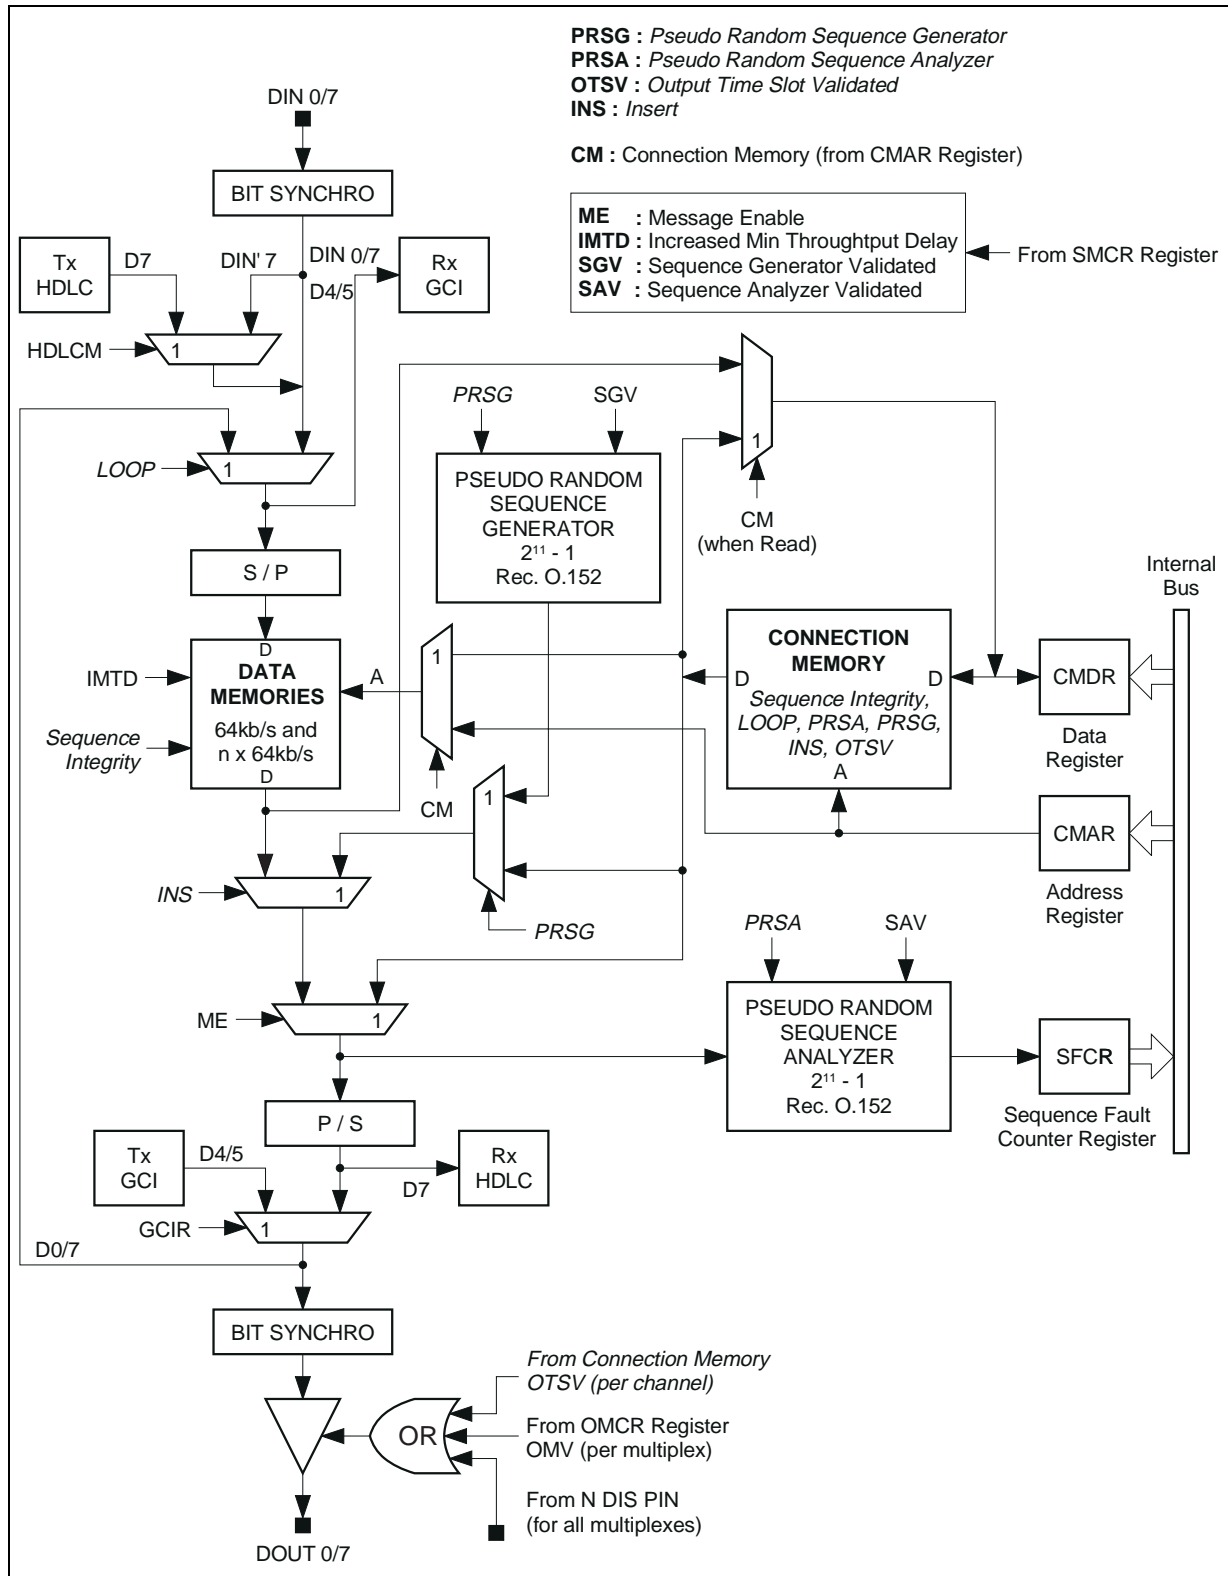 PRSG : Pseudo Random Sequence Generator
PRSA : Pseudo Random Sequence Analyzer
OTSV : Output Time Slot Validated
INS : Insert
CM : Connection Memory (from CMAR Register)
ME : Message Enable
IMTD : Increased Min Throughtput Delay
SGV : Sequence Generator Validated
SAV : Sequence Analyzer Validated
From SMCR Register
DIN 0/7
BIT SYNCHRO
Tx
HDLC
D7
DIN' 7
DIN 0/7
D4/5
Rx
GCI
HDLCM
1
LOOP
1
S / P
IMTD
Sequence
Integrity
D
DATA
MEMORIES
64kb/s and
n x 64kb/s
D
A
1
CM
PRSG
SGV
PSEUDO RANDOM
SEQUENCE
GENERATOR
2¹¹ - 1
Rec. O.152
1
CM
(when Read)
CONNECTION
MEMORY
D
D
Sequence Integrity,
LOOP, PRSA, PRSG,
INS, OTSV
A
Internal
Bus
CMDR
Data
Register
CMAR
Address
Register
1
PRSG
INS
1
ME
1
PRSA
SAV
PSEUDO RANDOM
SEQUENCE
ANALYZER
2¹¹ - 1
Rec. O.152
SFCR
Sequence Fault
Counter Register
P / S
Tx
GCI
D4/5
D7
Rx
HDLC
GCIR
1
D0/7
BIT SYNCHRO
OR
From Connection Memory
OTSV (per channel)
From OMCR Register
OMV (per multiplex)
From N DIS PIN
(for all multiplexes)
DOUT 0/7